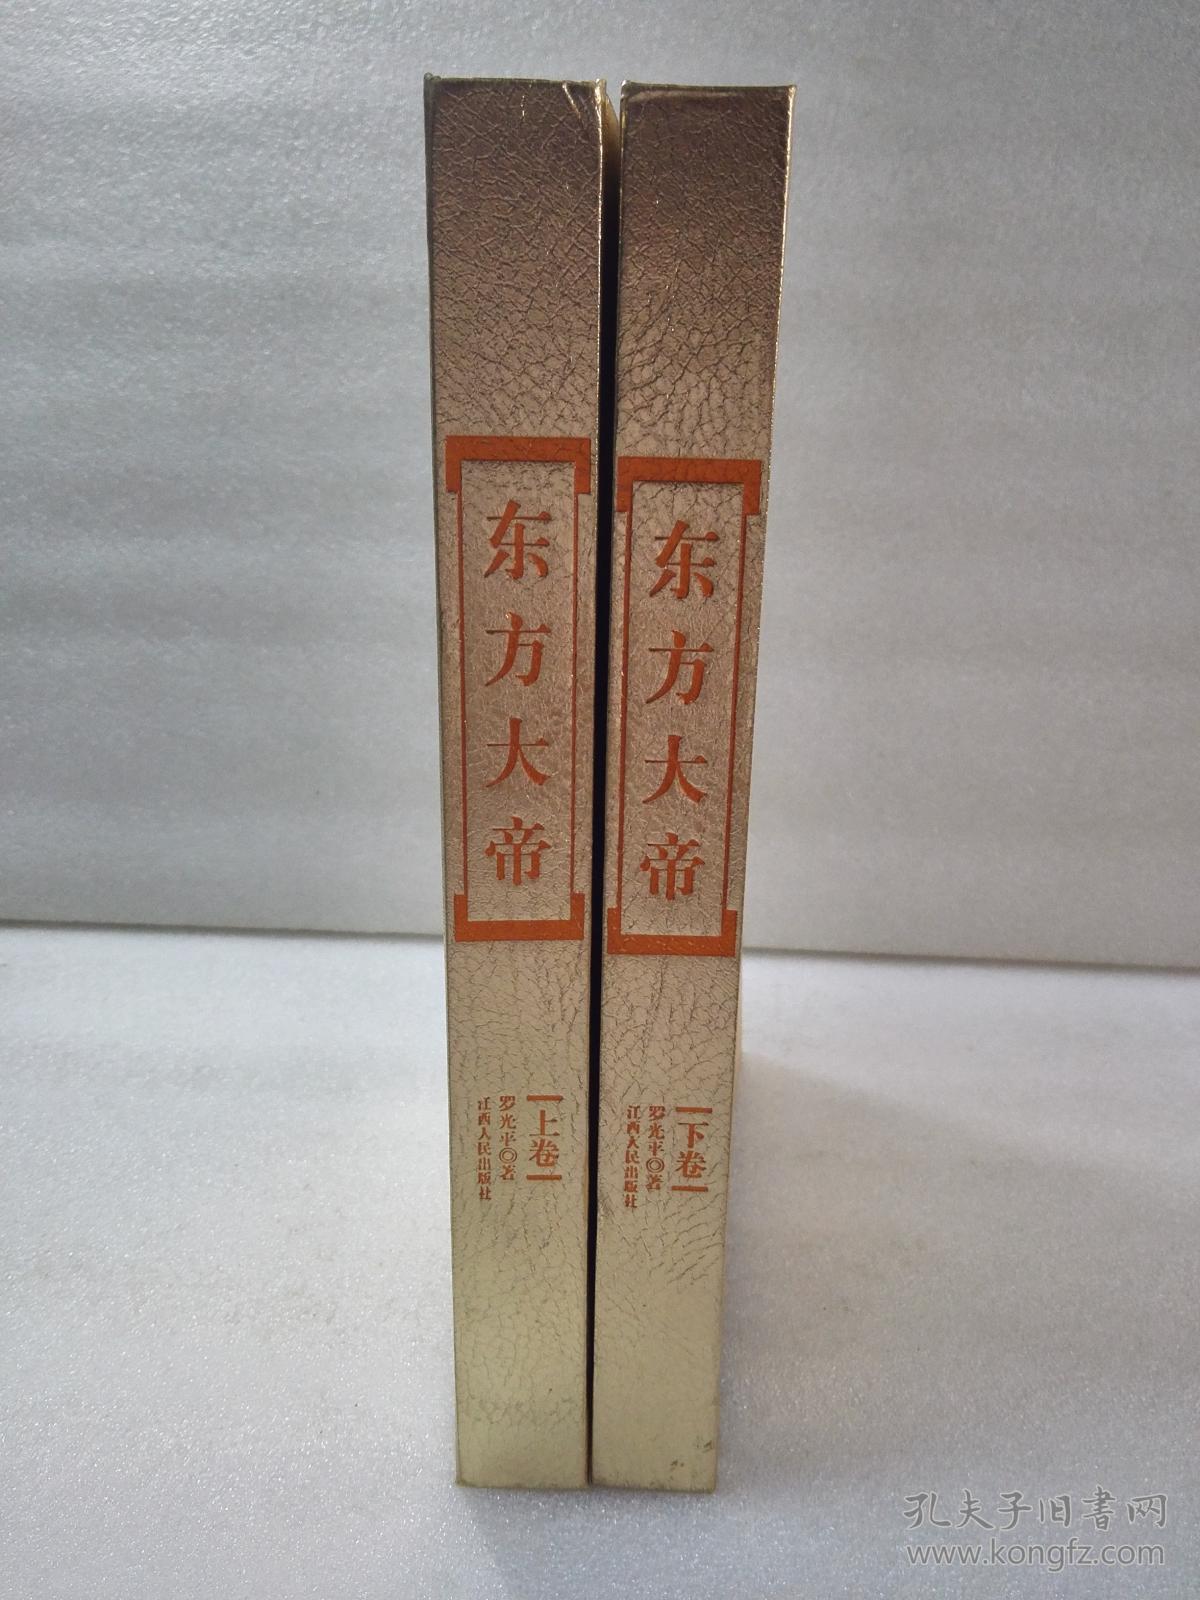 东方大帝
上卷
罗光平◎著
江西人民出版社
东方大帝
下卷
罗光平◎著
江西人民出版社
孔夫子旧書网
www.kongfz.com